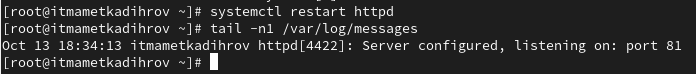 [root@itmametkadihrov ~]# systemctl restart httpd
[root@itmametkadihrov ~]# tail -n1 /var/log/messages
Oct 13 18:34:13 itmametkadihrov httpd[4422]: Server configured, listening on: port 81
[root@itmametkadihrov ~]#